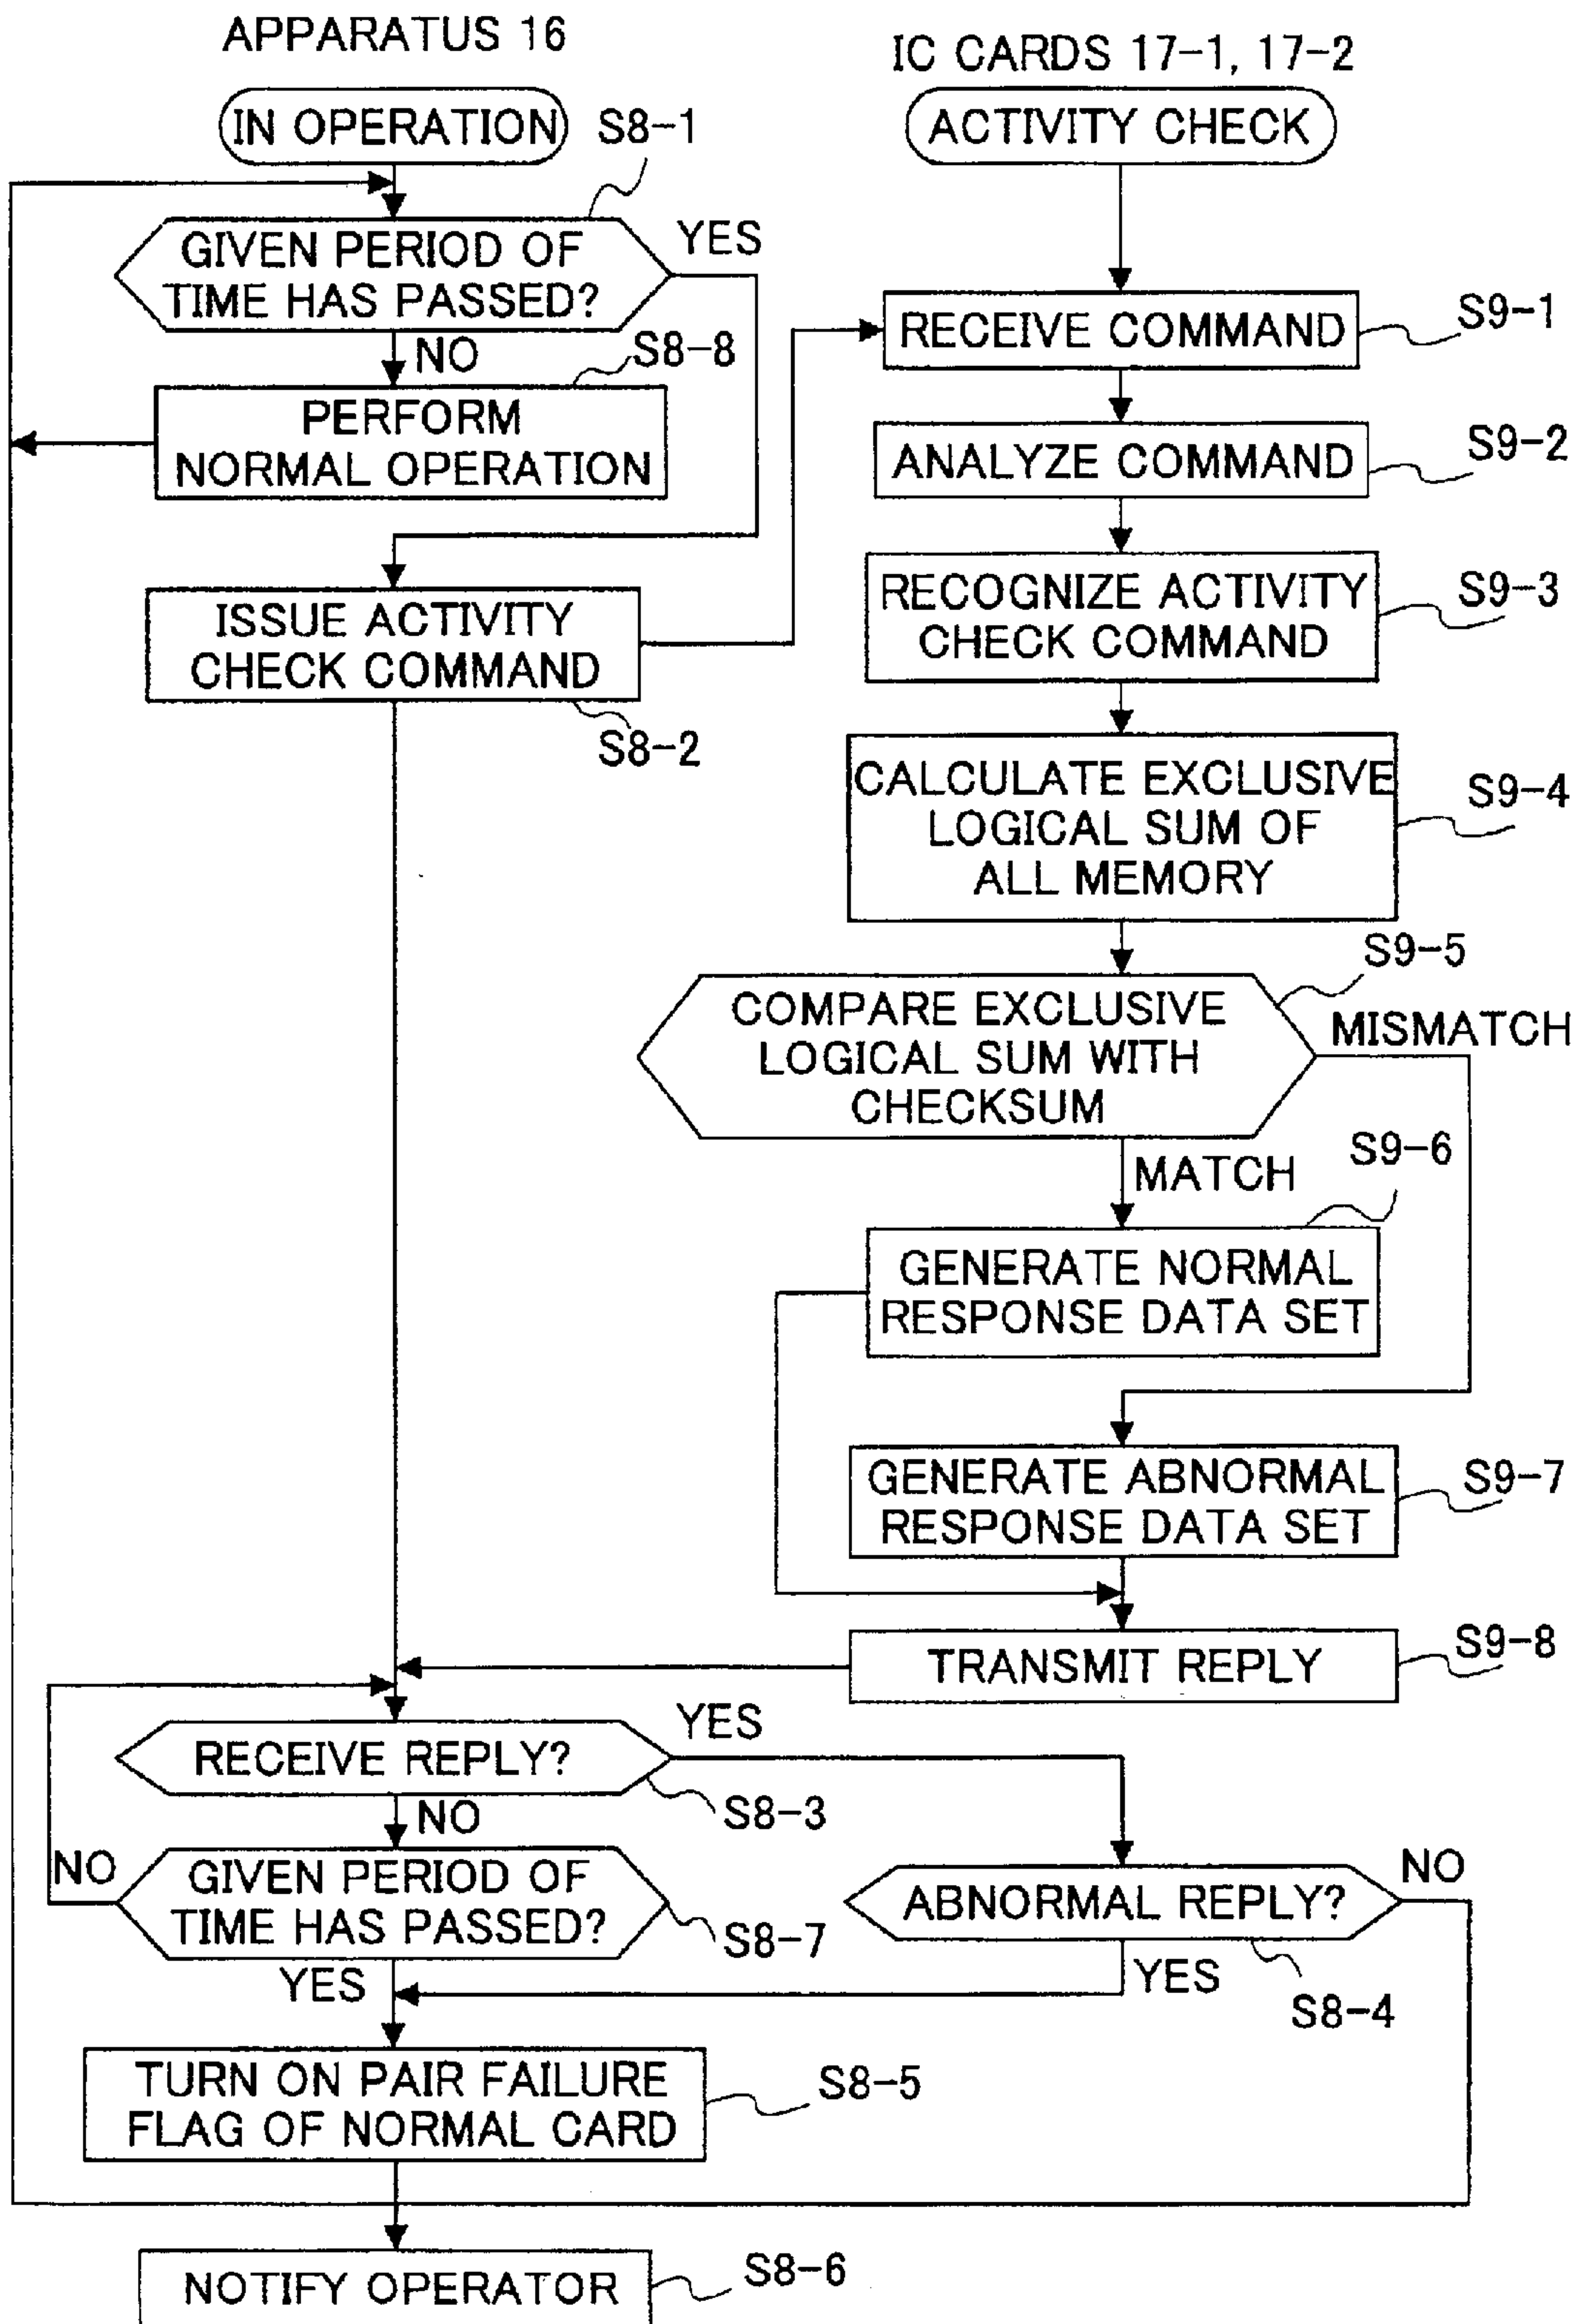 APPARATUS 16
IN OPERATION
S8-1
GIVEN PERIOD OF
TIME HAS PASSED?
YES
NO
S8-8
PERFORM
NORMAL OPERATION
ISSUE ACTIVITY
CHECK COMMAND
S8-2
IC CARDS 17-1, 17-2
ACTIVITY CHECK
RECEIVE COMMAND
S9-1
ANALYZE COMMAND
S9-2
RECOGNIZE ACTIVITY
CHECK COMMAND
S9-3
CALCULATE EXCLUSIVE
LOGICAL SUM OF
ALL MEMORY
S9-4
S9-5
COMPARE EXCLUSIVE
LOGICAL SUM WITH
CHECKSUM
MISMATCH
MATCH
S9-6
GENERATE NORMAL
RESPONSE DATA SET
GENERATE ABNORMAL
RESPONSE DATA SET
S9-7
TRANSMIT REPLY
S9-8
RECEIVE REPLY?
YES
S8-3
NO
GIVEN PERIOD OF
TIME HAS PASSED?
NO
S8-7
YES
ABNORMAL REPLY?
NO
YES
S8-4
TURN ON PAIR FAILURE
FLAG OF NORMAL CARD
S8-5
NOTIFY OPERATOR
S8-6